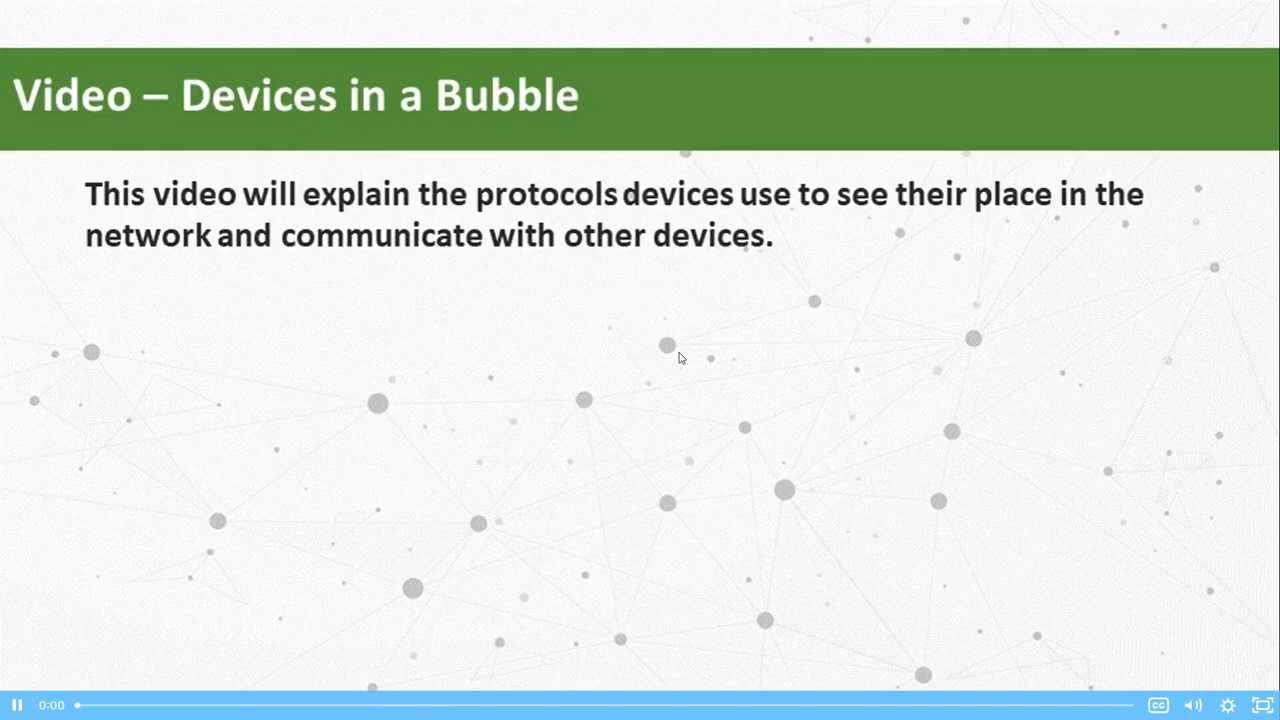 Video – Devices in a Bubble
This video will explain the protocols devices use to see their place in the
network and communicate with other devices.
0:00
CC